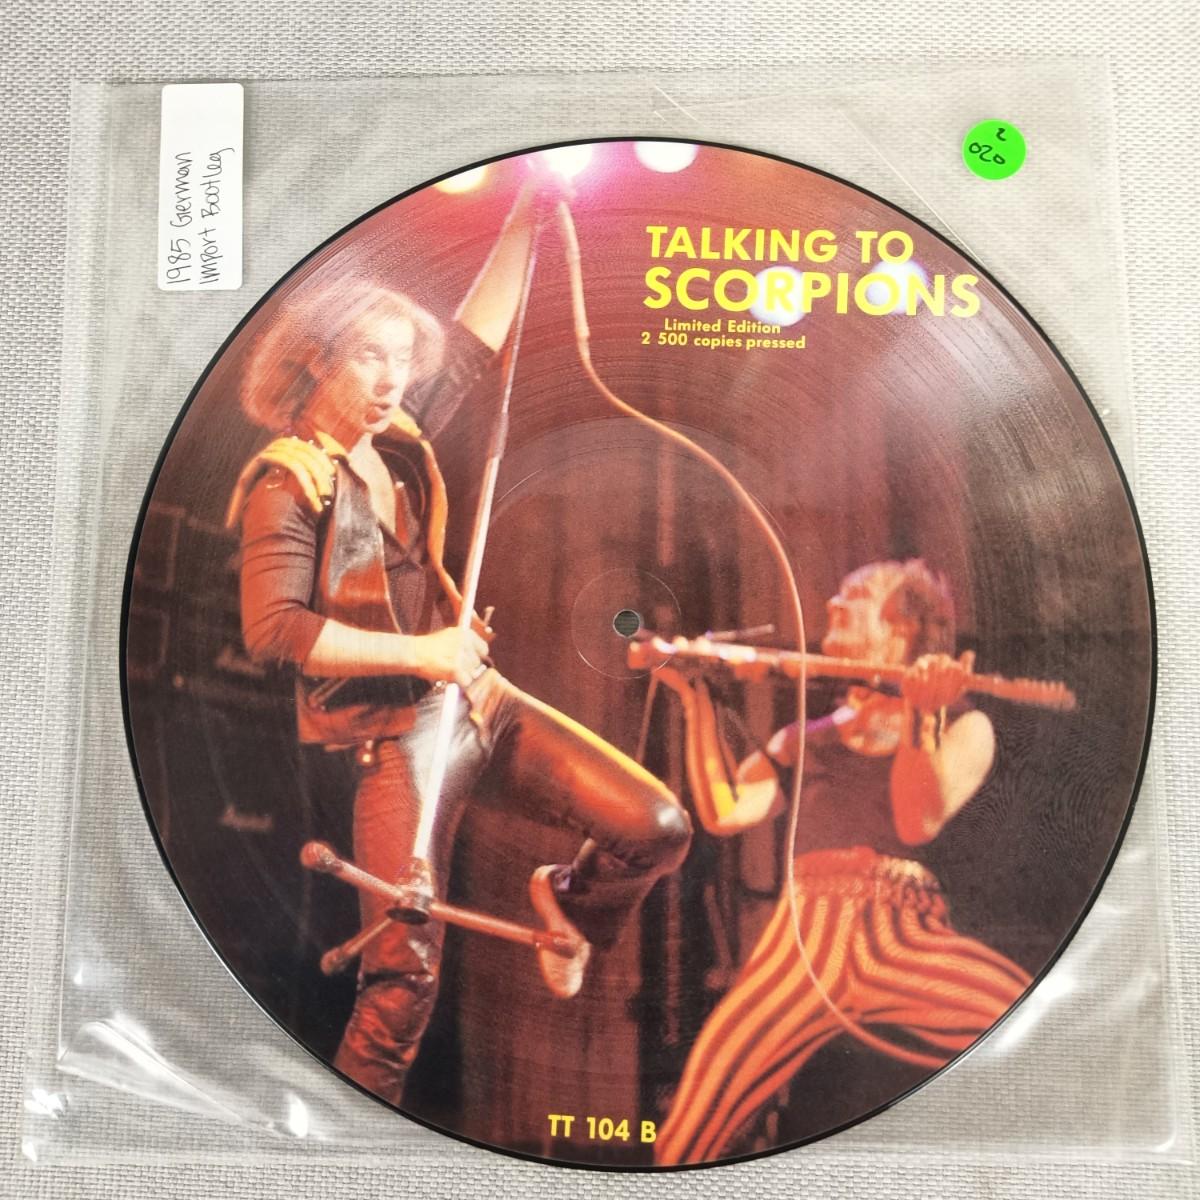 1985 German
import Bootleg
2
020
TALKING TO
SCORPIONS
Limited Edition
2 500 copies pressed
TT 104 B